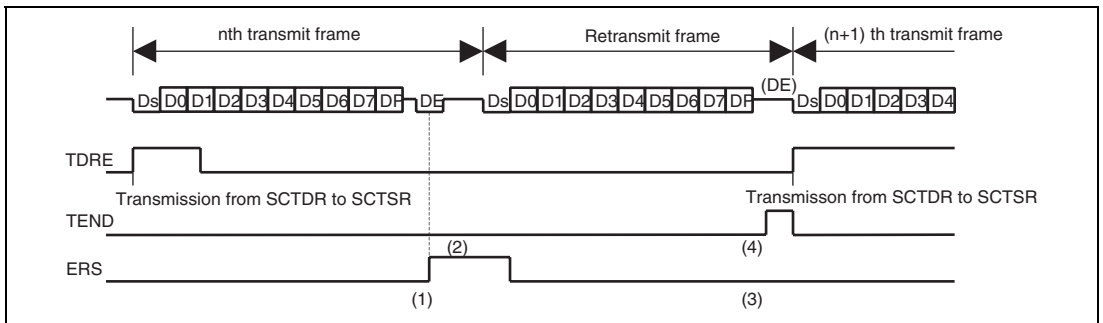 nth transmit frame Retransmit frame (n+1) th transmit frame
(DE)
Ds D0 D1 D2 D3 D4 D5 D6 D7 DP DE Ds D0 D1 D2 D3 D4 D5 D6 D7 DP Ds D0 D1 D2 D3 D4
TDRE
Transmission from SCTDR to SCTSR Transmisson from SCTDR to SCTSR
TEND
(2) (4)
ERS
(1) (3)